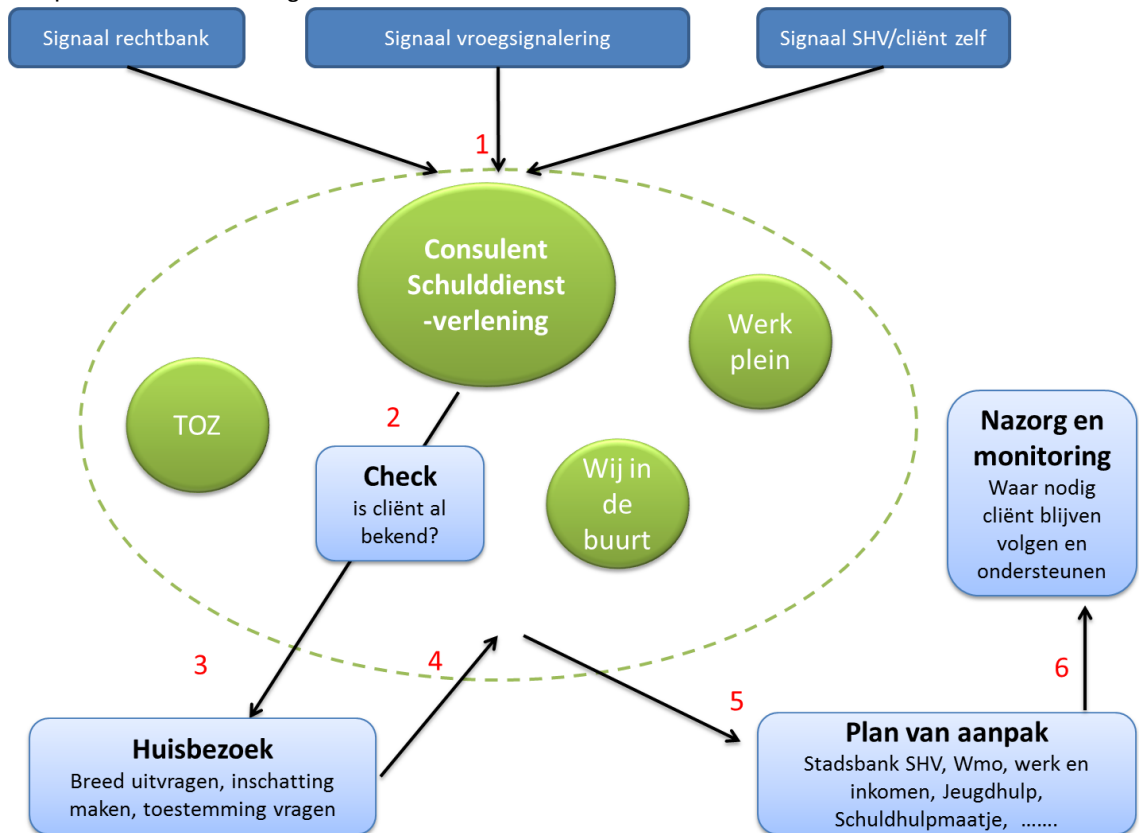 Signaal rechtbank
Signaal vroegsignalering
Signaal SHV/cliënt zelf
1
Consulent
Schulddienst
-verlening
Werk
plein
TOZ
2
Check
is cliënt al
bekend?
Wij in
de
buurt
Nazorg en
monitoring
Waar nodig
cliënt blijven
volgen en
ondersteunen
3
4
5
6
Huisbezoek
Breed uitvragen, inschatting
maken, toestemming vragen
Plan van aanpak
Stadsbank SHV, Wmo, werk en
inkomen, Jeugdhulp,
Schuldhulpmaatje, .......